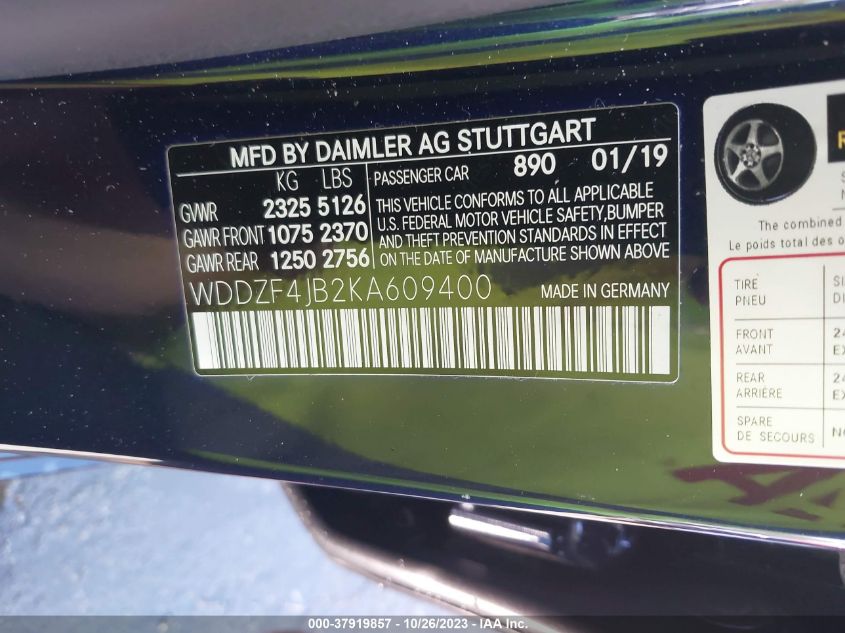 MFD BY DAIMLER AG STUTTGART
KG LBS
GVWR 2325 5126
GAWR FRONT 1075 2370
GAWR REAR 1250 2756
PASSENGER CAR 890 01/19
THIS VEHICLE CONFORMS TO ALL APPLICABLE
U.S. FEDERAL MOTOR VEHICLE SAFETY,BUMPER
AND THEFT PREVENTION STANDARDS IN EFFECT
ON THE DATE OF MANUFACTURE SHOWN ABOVE
WDDZF4JB2KA609400 MADE IN GERMANY
The combined
Le poids total des
TIRE
PNEU
FRONT
AVANT
REAR
ARRIÈRE
SPARE
DE SECOURS
000-37919857 - 10/26/2023 - IAA Inc.